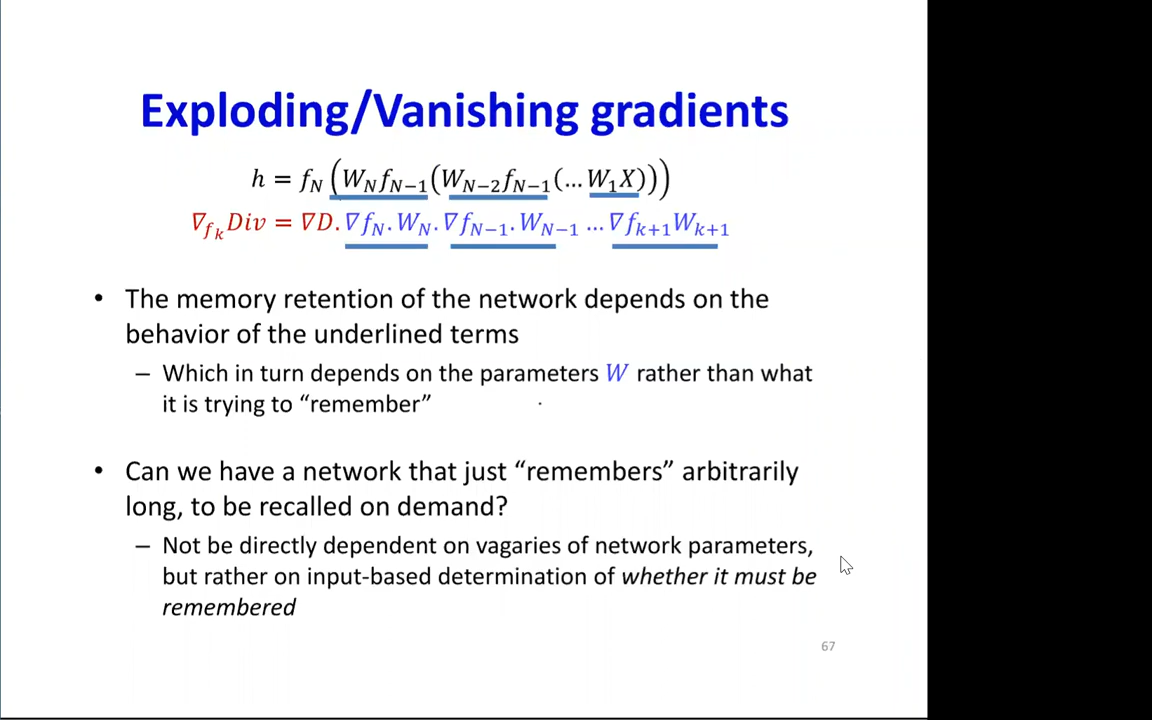 Exploding/Vanishing gradients
h = f_N (W_N f_{N−1}(W_{N−2} f_{N−1}(… W_1 X)))
∇_{f_k} Div = ∇D. ∇f_N. W_N. ∇f_{N−1}. W_{N−1} … ∇f_{k+1} W_{k+1}
• The memory retention of the network depends on the
behavior of the underlined terms
– Which in turn depends on the parameters W rather than what
it is trying to “remember”
• Can we have a network that just “remembers” arbitrarily
long, to be recalled on demand?
– Not be directly dependent on vagaries of network parameters,
but rather on input-based determination of whether it must be
remembered
67